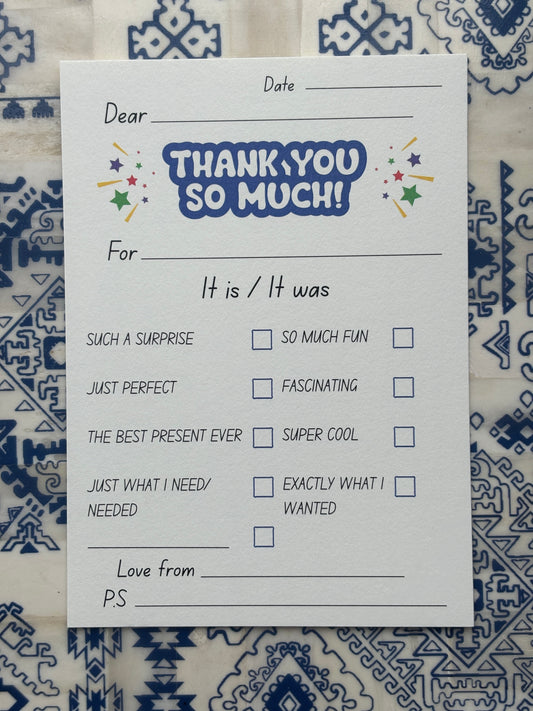 Date
Dear
THANK YOU
SO MUCH!
For
It is / It was
SUCH A SURPRISE
SO MUCH FUN
JUST PERFECT
FASCINATING
THE BEST PRESENT EVER
SUPER COOL
JUST WHAT I NEED/
NEEDED
EXACTLY WHAT I
WANTED
Love from
P.S